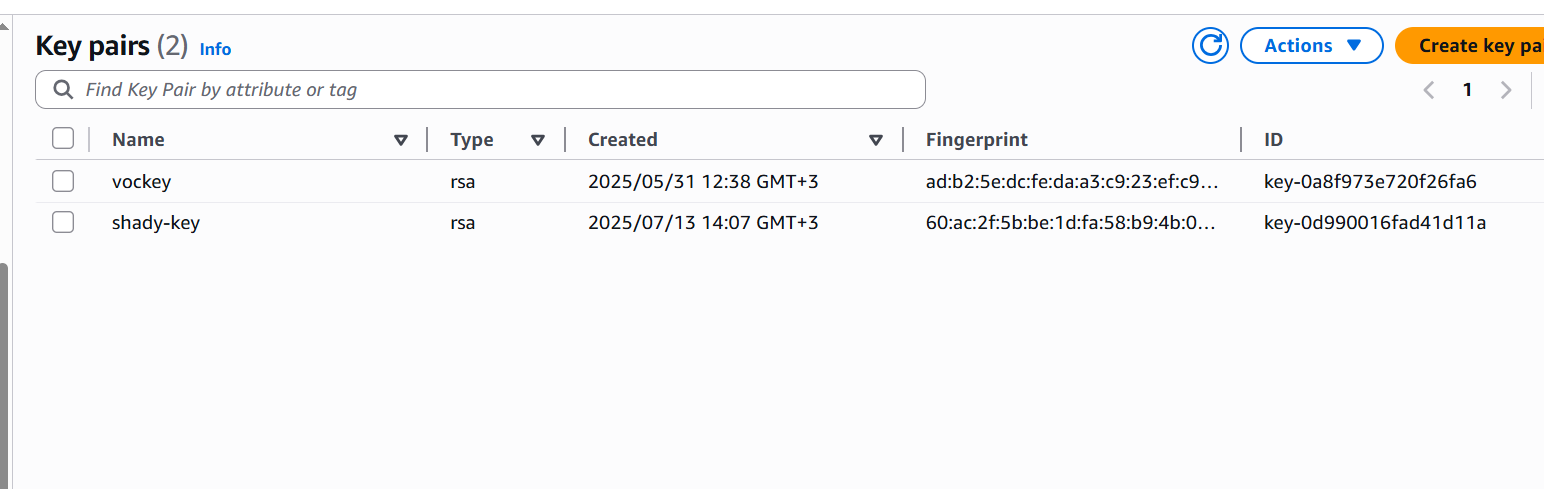 Key pairs (2) Info
Actions
Create key pai
Find Key Pair by attribute or tag
1
Name Type Created Fingerprint ID
vockey rsa 2025/05/31 12:38 GMT+3 ad:b2:5e:dc:fe:da:a3:c9:23:ef:c9... key-0a8f973e720f26fa6
shady-key rsa 2025/07/13 14:07 GMT+3 60:ac:2f:5b:be:1d:fa:58:b9:4b:0... key-0d990016fad41d11a